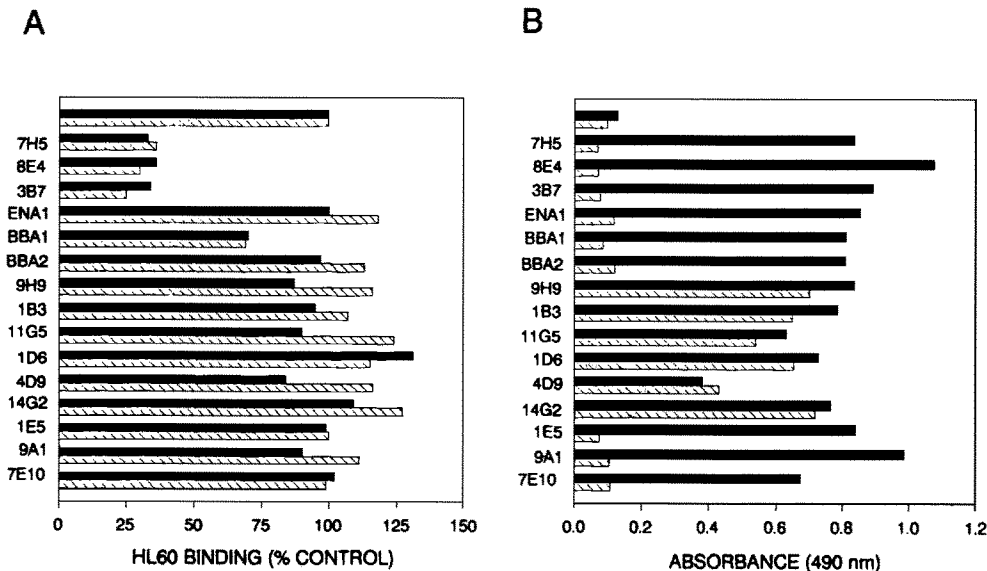 A
7H5
8E4
3B7
ENA1
BBA1
BBA2
9H9
1B3
11G5
1D6
4D9
14G2
1E5
9A1
7E10
0 25 50 75 100 125 150
HL60 BINDING (% CONTROL)
B
7H5
8E4
3B7
ENA1
BBA1
BBA2
9H9
1B3
11G5
1D6
4D9
14G2
1E5
9A1
7E10
0.0 0.2 0.4 0.6 0.8 1.0 1.2
ABSORBANCE (490 nm)